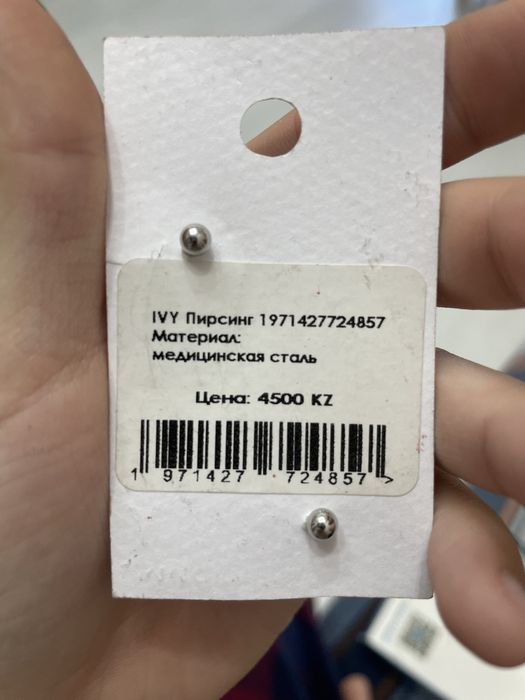 IVY Пирсинг 1971427724857
Материал:
медицинская сталь
Цена: 4500 KZ
1 971427 724857 >